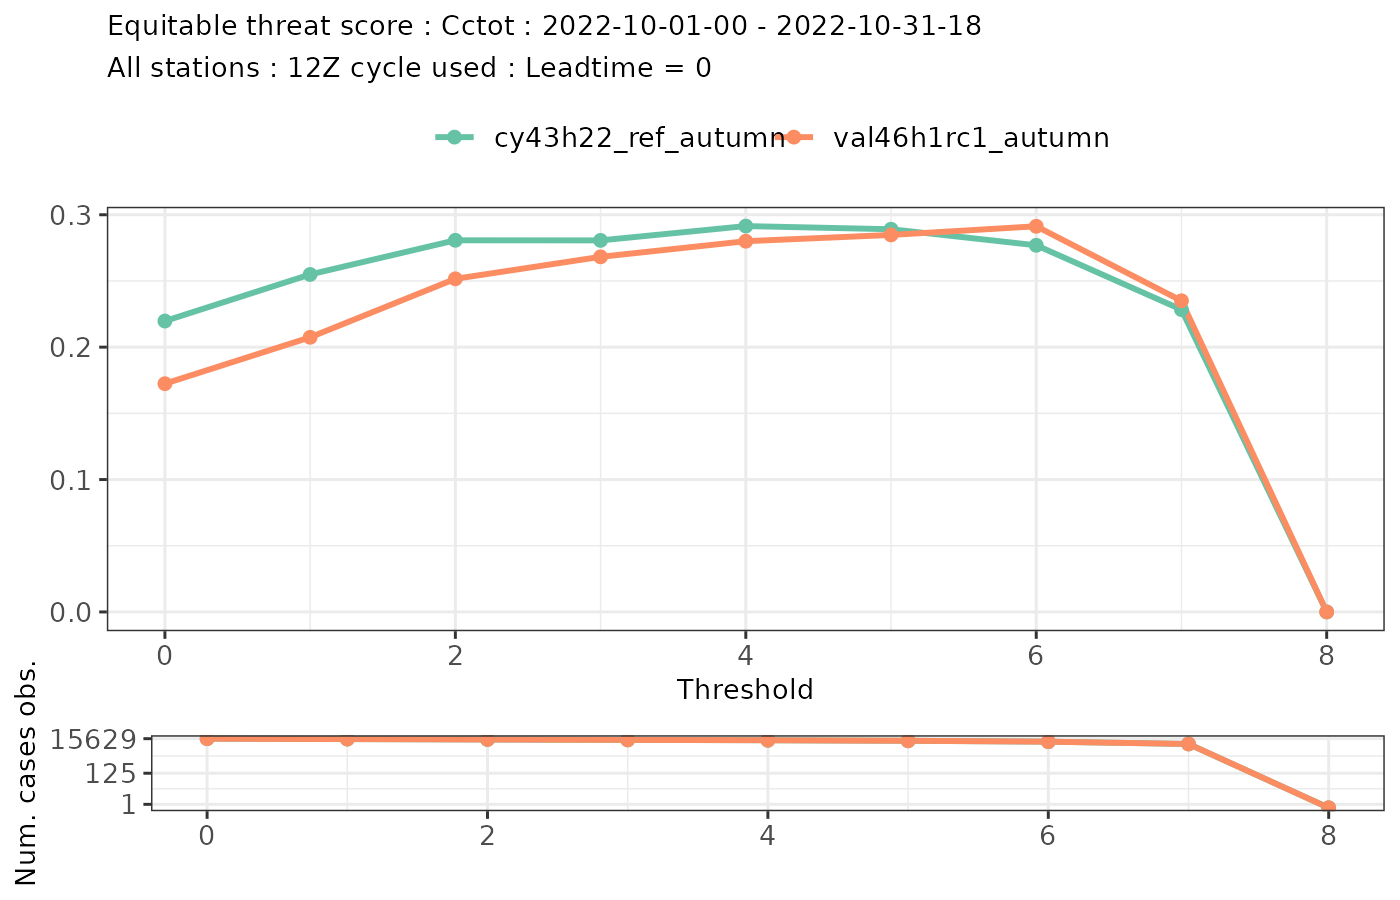 Equitable threat score : Cctot : 2022-10-01-00 - 2022-10-31-18
All stations : 12Z cycle used : Leadtime = 0
cy43h22_ref_autumn val46h1rc1_autumn
0.3
0.2
0.1
0.0
0 2 4 6 8
Threshold
Num. cases obs.
15629
125
1
0 2 4 6 8